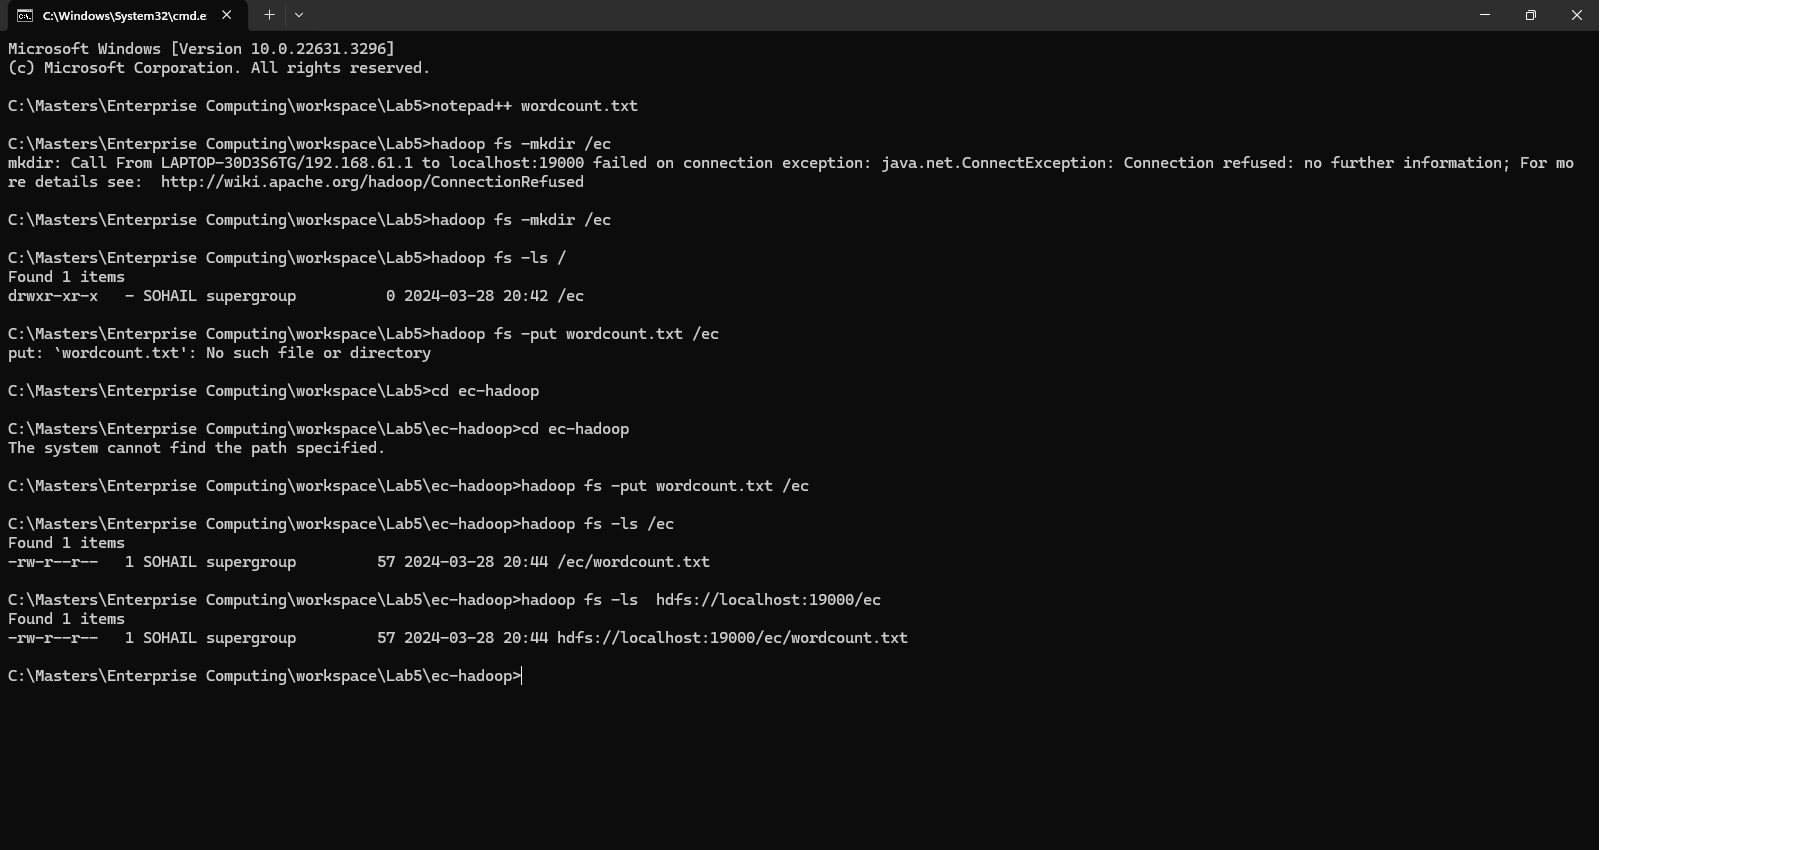 C:\Windows\System32\cmd.e
Microsoft Windows [Version 10.0.22631.3296]
(c) Microsoft Corporation. All rights reserved.
C:\Masters\Enterprise Computing\workspace\Lab5>notepad++ wordcount.txt
C:\Masters\Enterprise Computing\workspace\Lab5>hadoop fs -mkdir /ec
mkdir: Call From LAPTOP-30D3S6TG/192.168.61.1 to localhost:19000 failed on connection exception: java.net.ConnectException: Connection refused: no further information; For mo
re details see:  http://wiki.apache.org/hadoop/ConnectionRefused
C:\Masters\Enterprise Computing\workspace\Lab5>hadoop fs -mkdir /ec
C:\Masters\Enterprise Computing\workspace\Lab5>hadoop fs -ls /
Found 1 items
drwxr-xr-x   - SOHAIL supergroup          0 2024-03-28 20:42 /ec
C:\Masters\Enterprise Computing\workspace\Lab5>hadoop fs -put wordcount.txt /ec
put: `wordcount.txt': No such file or directory
C:\Masters\Enterprise Computing\workspace\Lab5>cd ec-hadoop
C:\Masters\Enterprise Computing\workspace\Lab5\ec-hadoop>cd ec-hadoop
The system cannot find the path specified.
C:\Masters\Enterprise Computing\workspace\Lab5\ec-hadoop>hadoop fs -put wordcount.txt /ec
C:\Masters\Enterprise Computing\workspace\Lab5\ec-hadoop>hadoop fs -ls /ec
Found 1 items
-rw-r--r--   1 SOHAIL supergroup         57 2024-03-28 20:44 /ec/wordcount.txt
C:\Masters\Enterprise Computing\workspace\Lab5\ec-hadoop>hadoop fs -ls  hdfs://localhost:19000/ec
Found 1 items
-rw-r--r--   1 SOHAIL supergroup         57 2024-03-28 20:44 hdfs://localhost:19000/ec/wordcount.txt
C:\Masters\Enterprise Computing\workspace\Lab5\ec-hadoop>